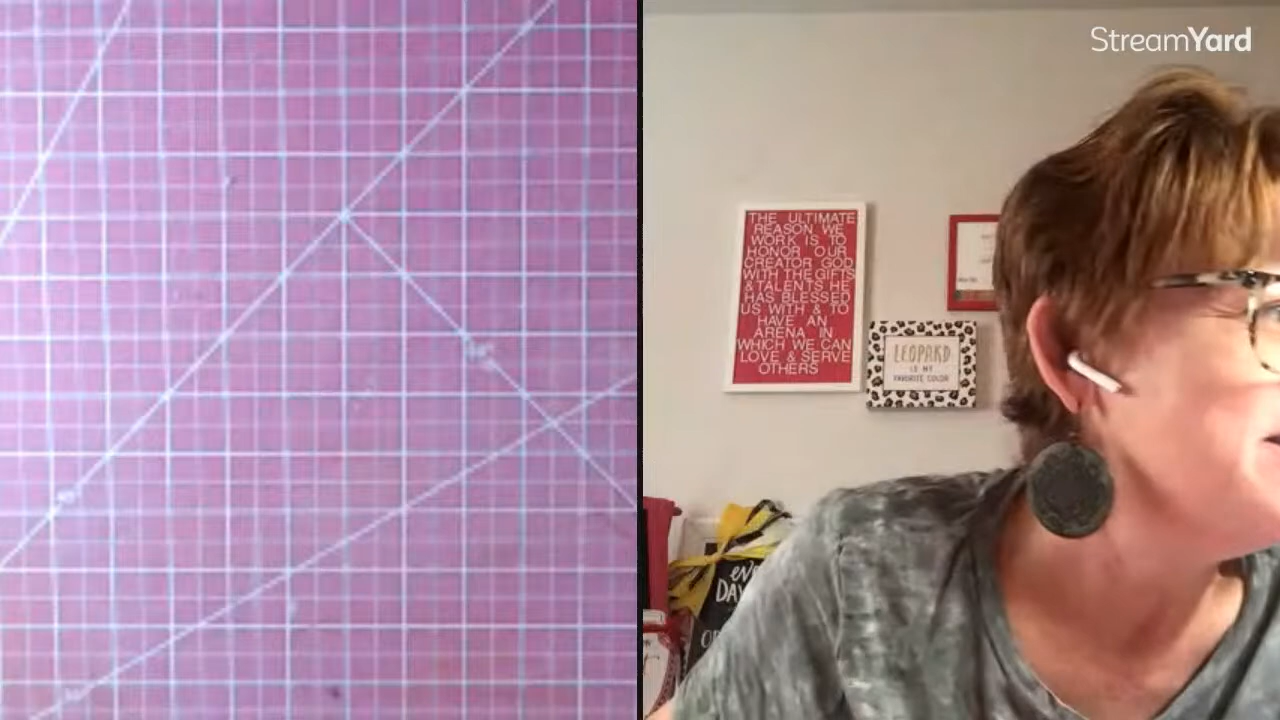 StreamYard
THE ULTIMATE
REASON WE
WORK IS TO
HONOR OUR
CREATOR GOD
WITH THE GIFTS
& TALENTS HE
HAS BLESSED
US WITH & TO
HAVE AN
ARENA IN
WHICH WE CAN
LOVE & SERVE
OTHERS
LEOPARD
IS MY
FAVORITE COLOR
DAY